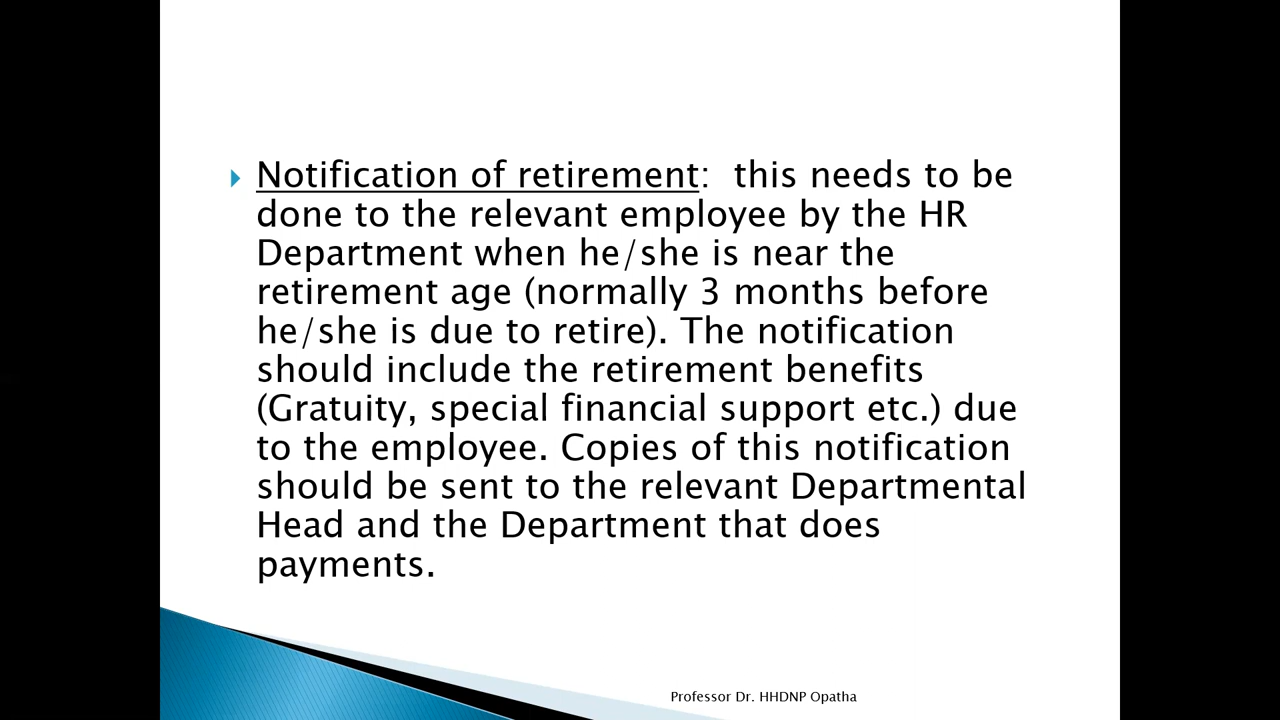 Notification of retirement:  this needs to be
done to the relevant employee by the HR
Department when he/she is near the
retirement age (normally 3 months before
he/she is due to retire). The notification
should include the retirement benefits
(Gratuity, special financial support etc.) due
to the employee. Copies of this notification
should be sent to the relevant Departmental
Head and the Department that does
payments.
Professor Dr. HHDNP Opatha